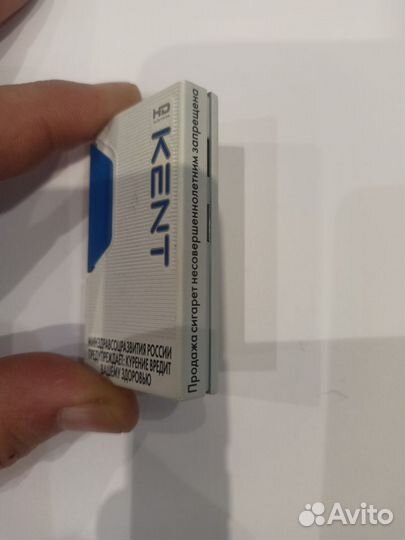 HD
KENT
МИНЗДРАВСОЦРАЗВИТИЯ РОССИИ
ПРЕДУПРЕЖДАЕТ: КУРЕНИЕ ВРЕДИТ
ВАШЕМУ ЗДОРОВЬЮ
Продажа сигарет несовершеннолетним запрещена
Avito